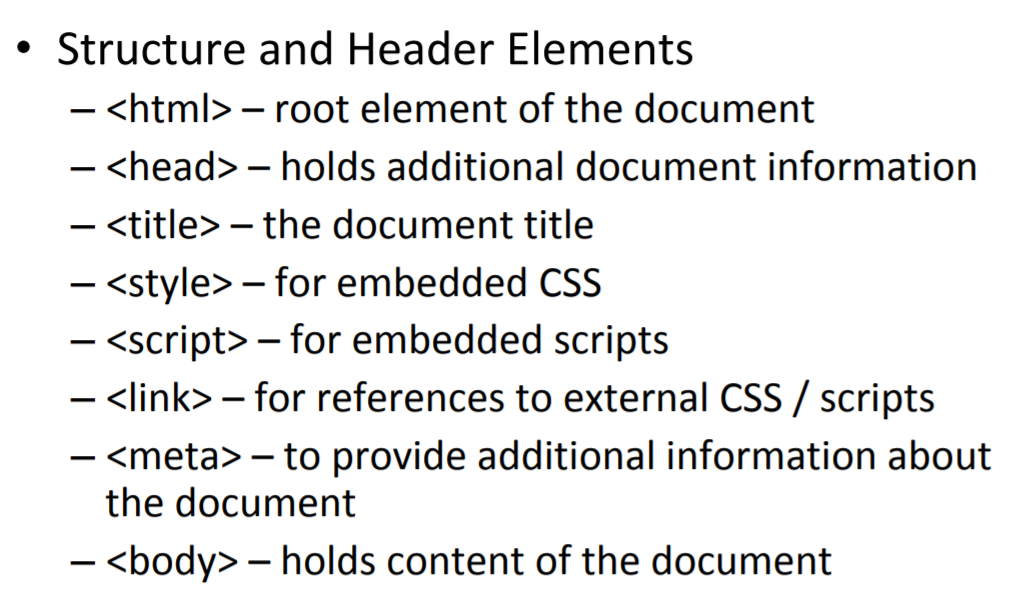 • Structure and Header Elements
– <html> – root element of the document
– <head> – holds additional document information
– <title> – the document title
– <style> – for embedded CSS
– <script> – for embedded scripts
– <link> – for references to external CSS / scripts
– <meta> – to provide additional information about
the document
– <body> – holds content of the document